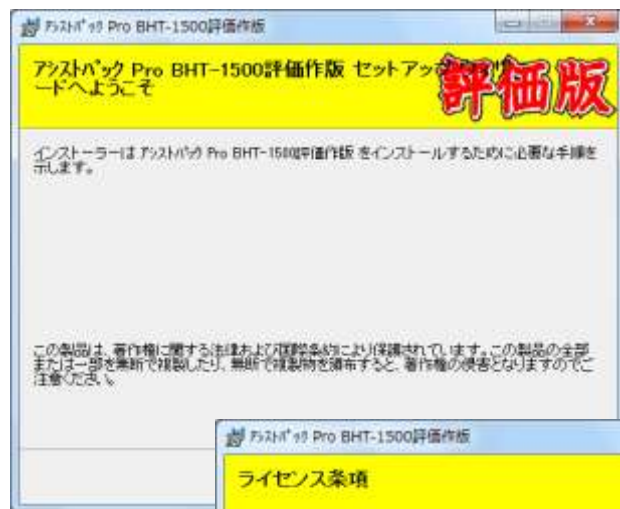 ｱｼｽﾄﾊﾟｯｸ Pro BHT-1500評価作版
ｱｼｽﾄﾊﾟｯｸ Pro BHT-1500評価作版 セットアップ
ードへようこそ
評価版
インストーラーは ｱｼｽﾄﾊﾟｯｸ Pro BHT-1500評価作版 をインストールするために必要な手順を
示します。
この製品は、著作権に関する法律および国際条約により保護されています。この製品の全部
または一部を無断で複製したり、無断で複製物を頒布すると、著作権の侵害となりますのでご
注意ください。
ｱｼｽﾄﾊﾟｯｸ Pro BHT-1500評価作版
ライセンス条項